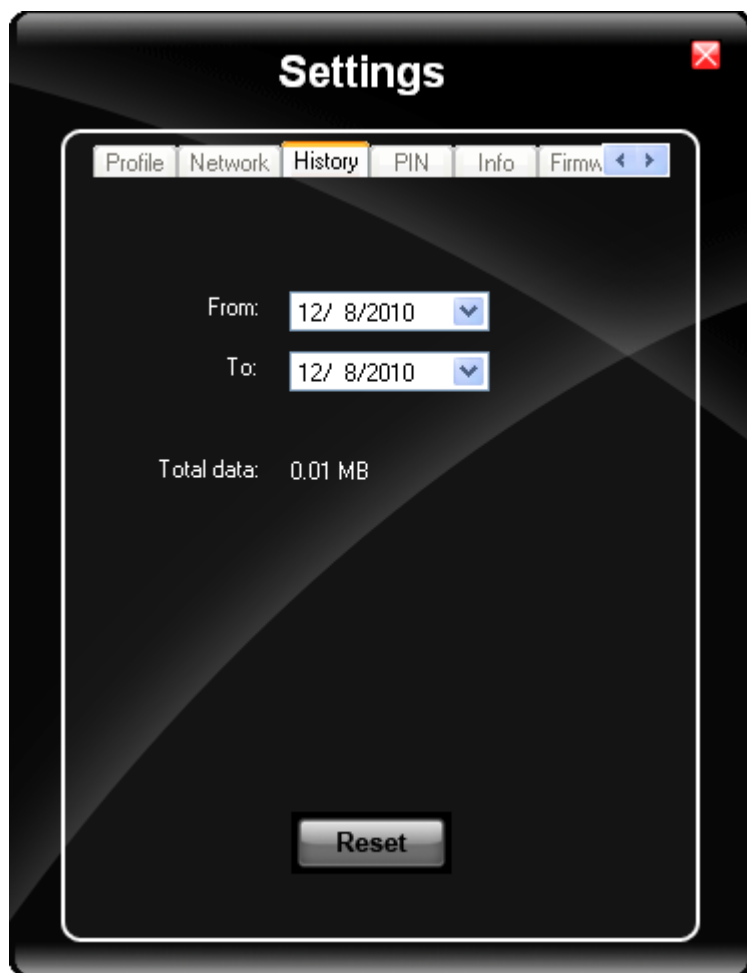 Settings
Profile Network History PIN Info Firmw
From: 12/ 8/2010
To: 12/ 8/2010
Total data: 0.01 MB
Reset